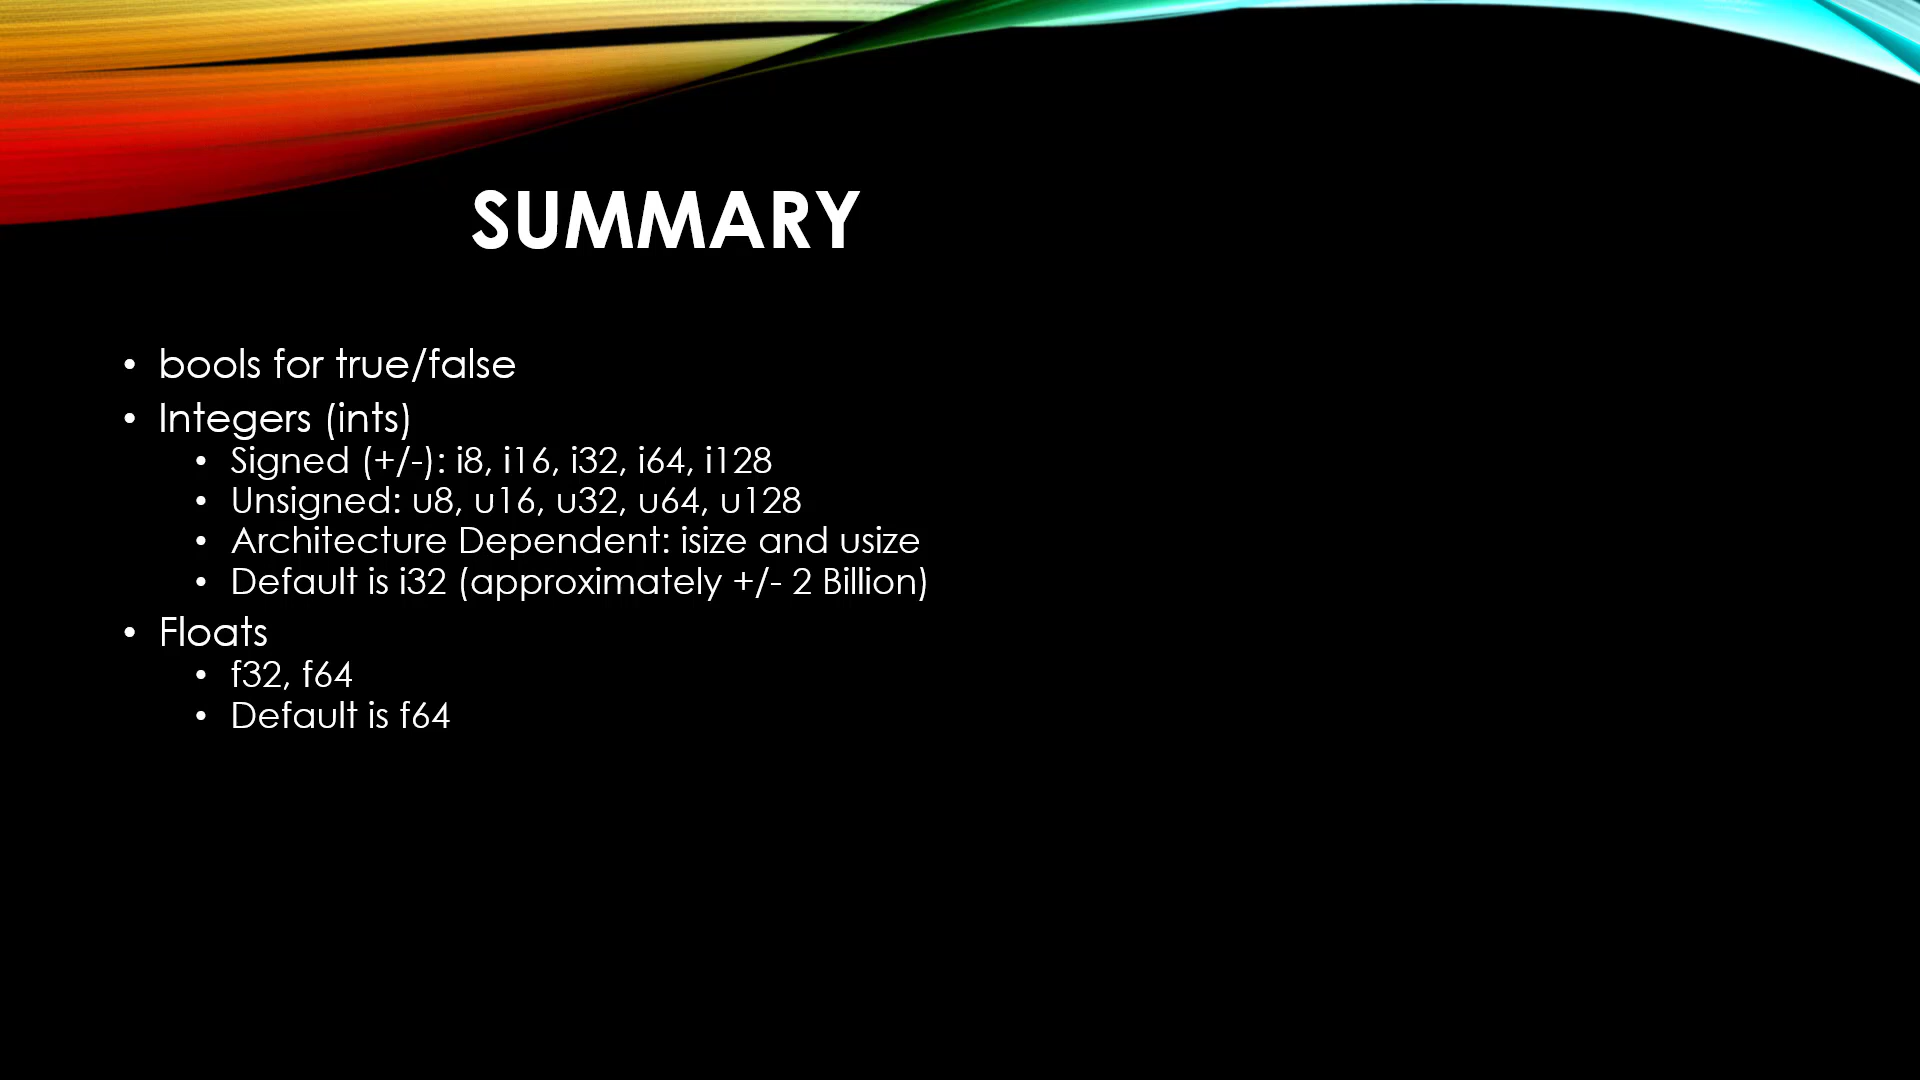 SUMMARY
• bools for true/false
• Integers (ints)
• Signed (+/-): i8, i16, i32, i64, i128
• Unsigned: u8, u16, u32, u64, u128
• Architecture Dependent: isize and usize
• Default is i32 (approximately +/- 2 Billion)
• Floats
• f32, f64
• Default is f64